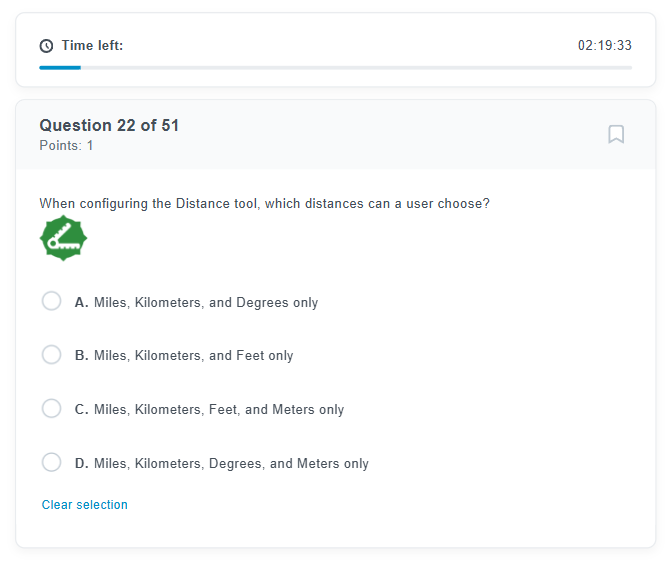 Time left:
02:19:33
Question 22 of 51
Points: 1
When configuring the Distance tool, which distances can a user choose?
A. Miles, Kilometers, and Degrees only
B. Miles, Kilometers, and Feet only
C. Miles, Kilometers, Feet, and Meters only
D. Miles, Kilometers, Degrees, and Meters only
Clear selection